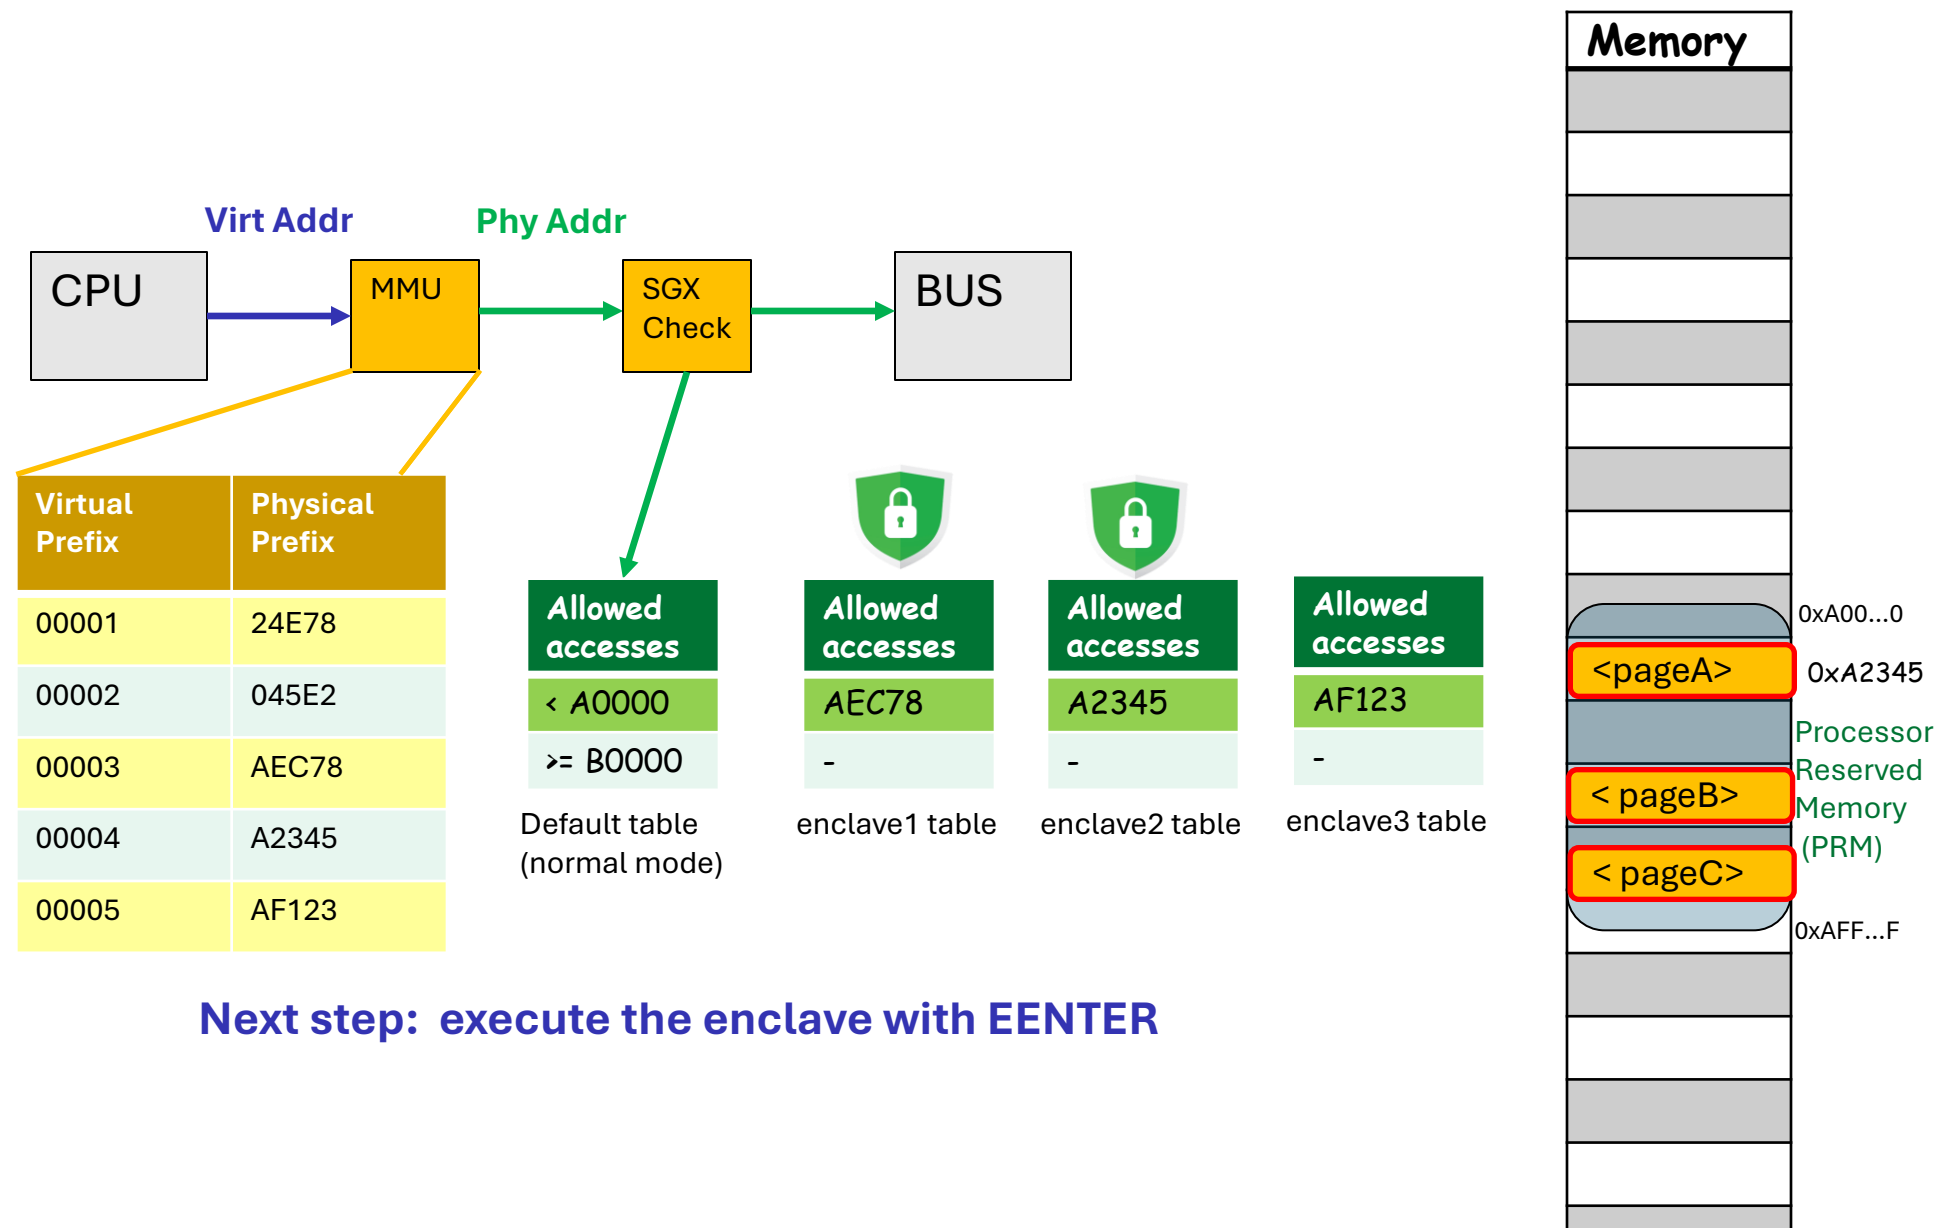 Memory
Virt Addr
Phy Addr
CPU
MMU
SGX
Check
BUS
Virtual
Prefix
Physical
Prefix
00001
24E78
00002
045E2
00003
AEC78
00004
A2345
00005
AF123
Allowed
accesses
< A0000
>= B0000
Default table
(normal mode)
Allowed
accesses
AEC78
-
enclave1 table
Allowed
accesses
A2345
-
enclave2 table
Allowed
accesses
AF123
-
enclave3 table
0xA00...0
<pageA>
0xA2345
Processor
Reserved
Memory
(PRM)
< pageB>
< pageC>
0xAFF...F
Next step:  execute the enclave with EENTER